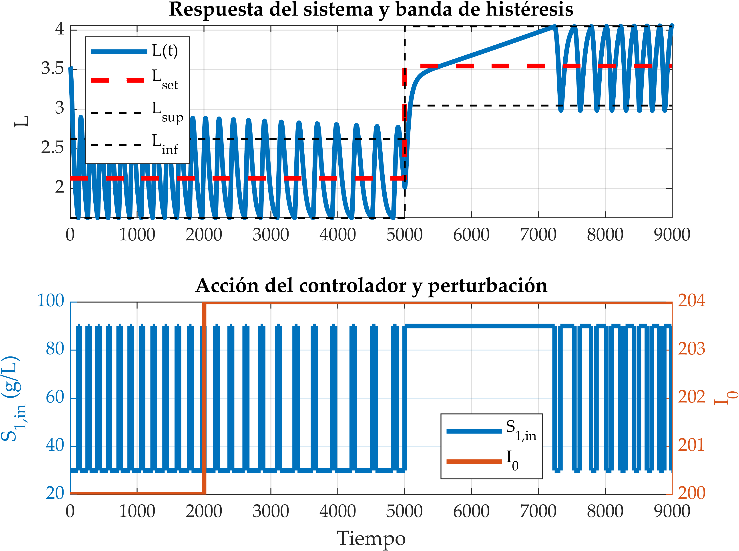 Respuesta del sistema y banda de histéresis
4
3.5
3
2.5
2
L
L(t)
L_set
L_sup
L_inf
0 1000 2000 3000 4000 5000 6000 7000 8000 9000
Acción del controlador y perturbación
100
80
60
40
20
S_1,in (g/L)
204
203
202
201
200
I_0
S_1,in
I_0
0 1000 2000 3000 4000 5000 6000 7000 8000 9000
Tiempo